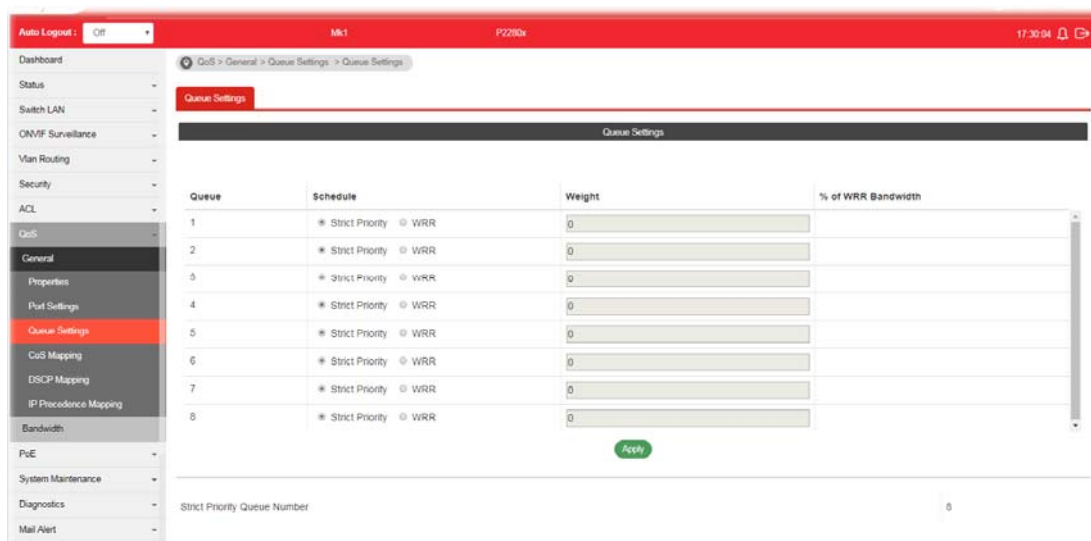 Auto Logout : Off Mk1 P2280x 17:30:04
Dashboard
Status
Switch LAN
ONVIF Surveillance
Vlan Routing
Security
ACL
QoS
General
Properties
Port Settings
Queue Settings
CoS Mapping
DSCP Mapping
IP Precedence Mapping
Bandwidth
PoE
System Maintenance
Diagnostics
Mail Alert
QoS > General > Queue Settings > Queue Settings
Queue Settings
Queue Settings
Queue Schedule Weight % of WRR Bandwidth
1 Strict Priority WRR 0
2 Strict Priority WRR 0
3 Strict Priority WRR 0
4 Strict Priority WRR 0
5 Strict Priority WRR 0
6 Strict Priority WRR 0
7 Strict Priority WRR 0
8 Strict Priority WRR 0
Apply
Strict Priority Queue Number 8